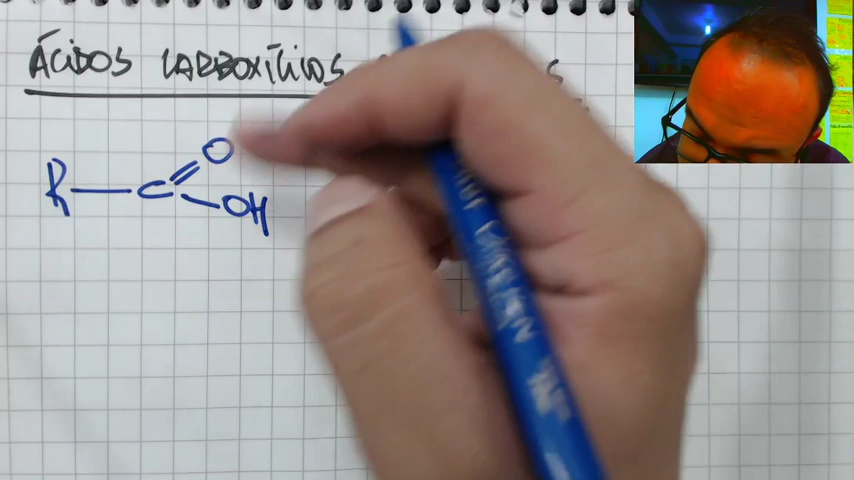 ÁCIDOS CARBOXÍLICOS
O
R — C
OH